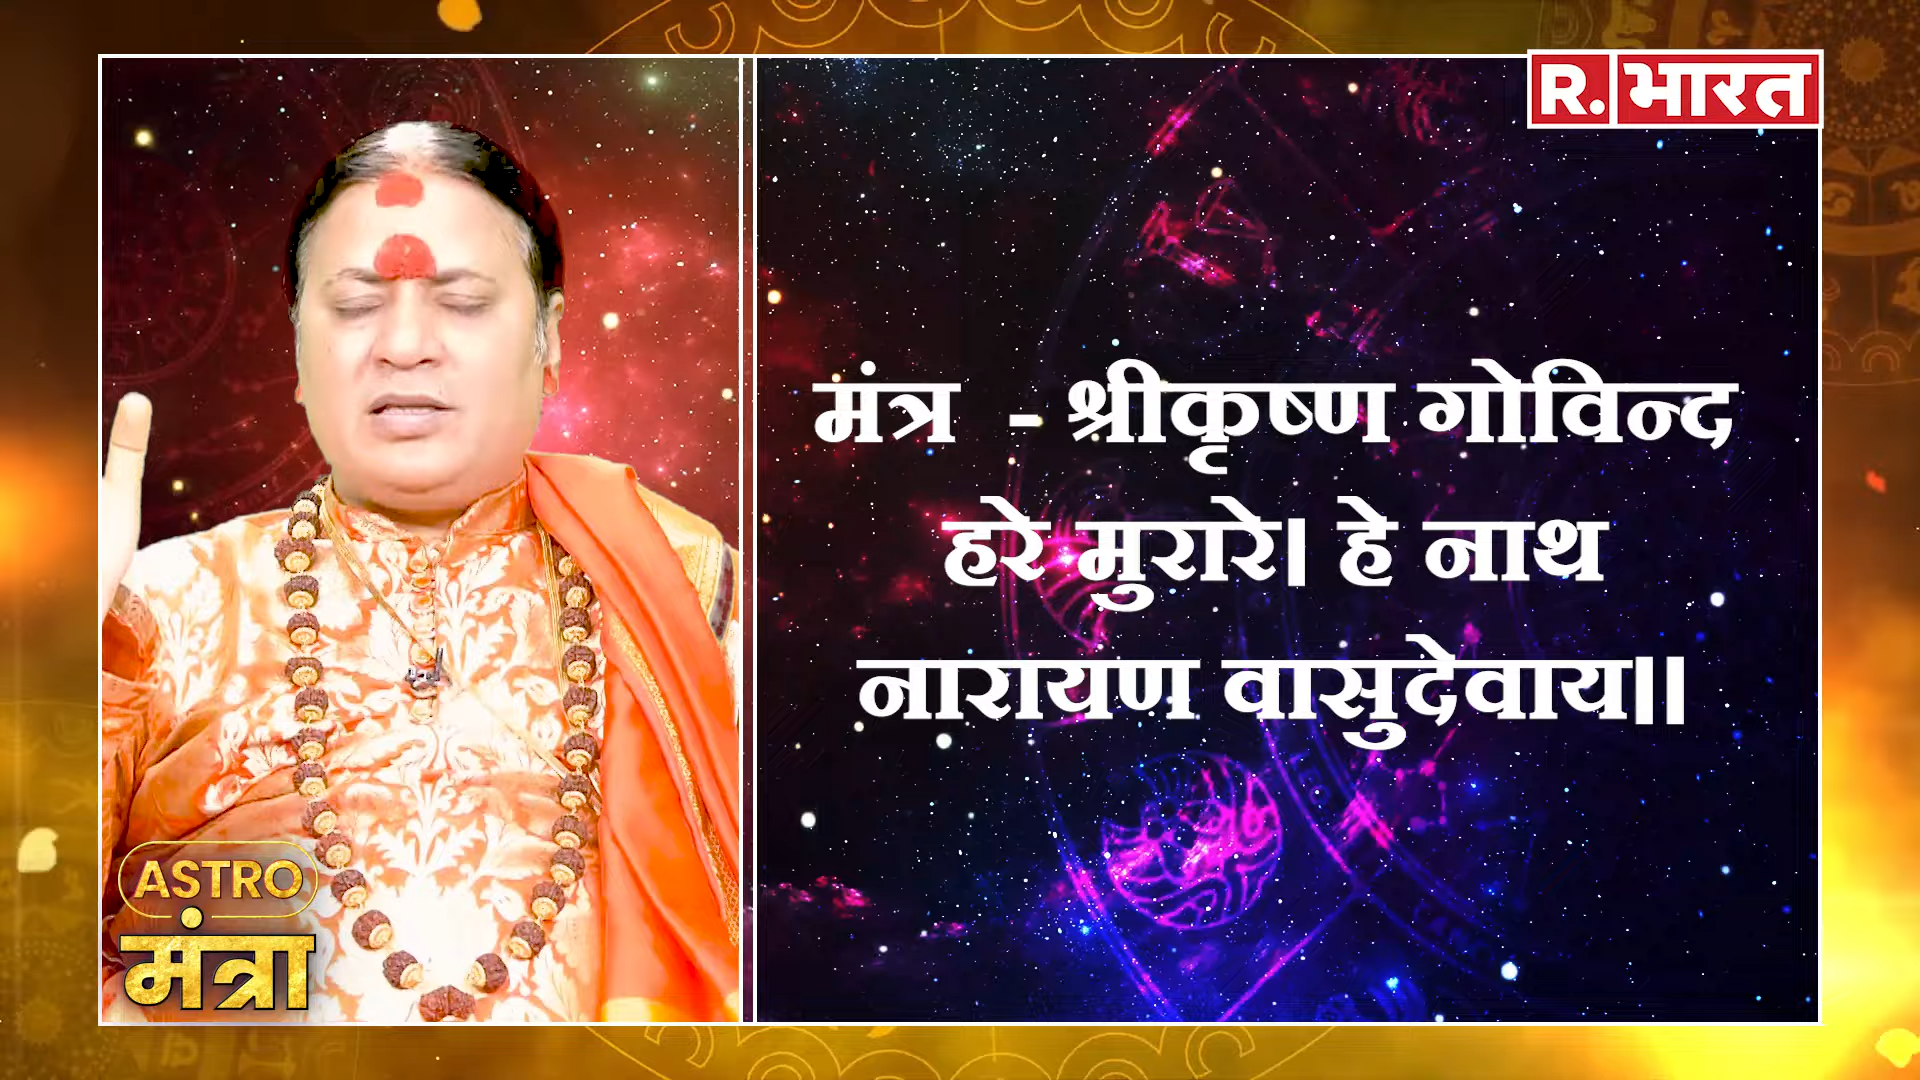 R. भारत
मंत्र - श्रीकृष्ण गोविन्द
हरे मुरारे। हे नाथ
नारायण वासुदेवाय।।
ASTRO
मंत्रा